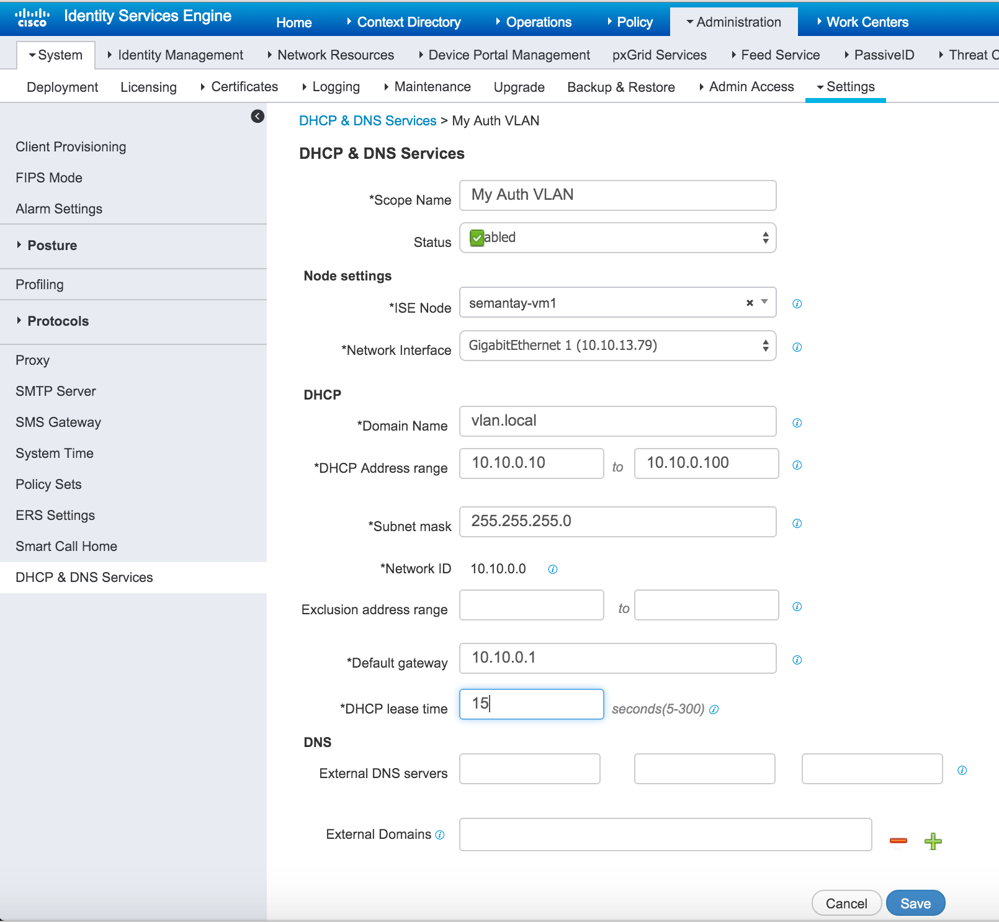 cisco Identity Services Engine Home Context Directory Operations Policy Administration Work Centers
System Identity Management Network Resources Device Portal Management pxGrid Services Feed Service PassiveID Threat C
Deployment Licensing Certificates Logging Maintenance Upgrade Backup & Restore Admin Access Settings
Client Provisioning
FIPS Mode
Alarm Settings
Posture
Profiling
Protocols
Proxy
SMTP Server
SMS Gateway
System Time
Policy Sets
ERS Settings
Smart Call Home
DHCP & DNS Services
DHCP & DNS Services > My Auth VLAN
DHCP & DNS Services
*Scope Name My Auth VLAN
Status abled
Node settings
*ISE Node semantay-vm1
*Network Interface GigabitEthernet 1 (10.10.13.79)
DHCP
*Domain Name vlan.local
*DHCP Address range 10.10.0.10 to 10.10.0.100
*Subnet mask 255.255.255.0
*Network ID 10.10.0.0
Exclusion address range to
*Default gateway 10.10.0.1
*DHCP lease time 15 seconds(5-300)
DNS
External DNS servers
External Domains
Cancel Save